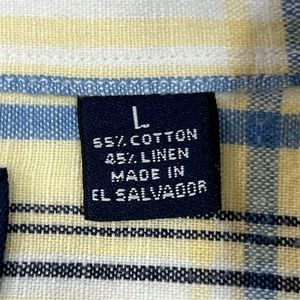 L
55% COTTON
45% LINEN
MADE IN
EL SALVADOR